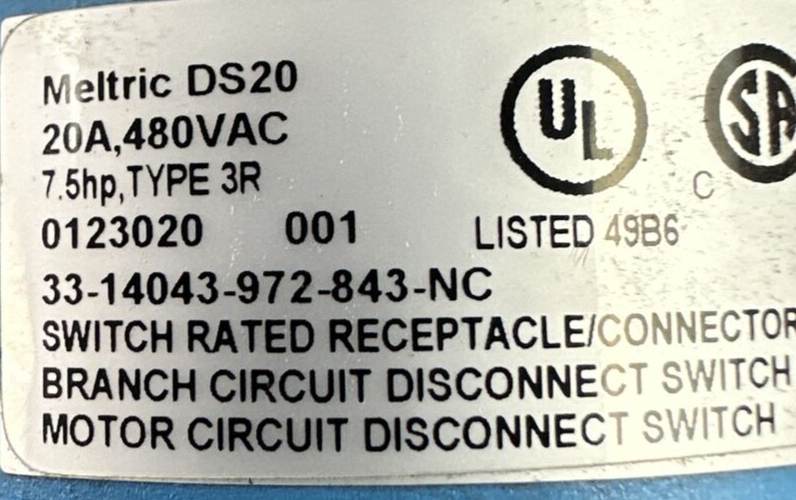 Meltric DS20
20A,480VAC
7.5hp,TYPE 3R
0123020 001
33-14043-972-843-NC
SWITCH RATED RECEPTACLE/CONNECTOR
BRANCH CIRCUIT DISCONNECT SWITCH
MOTOR CIRCUIT DISCONNECT SWITCH
UL
LISTED 49B6
C
SA